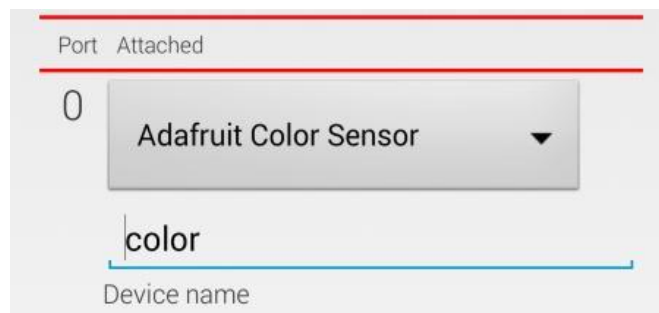 Port Attached
0
Adafruit Color Sensor
color
Device name